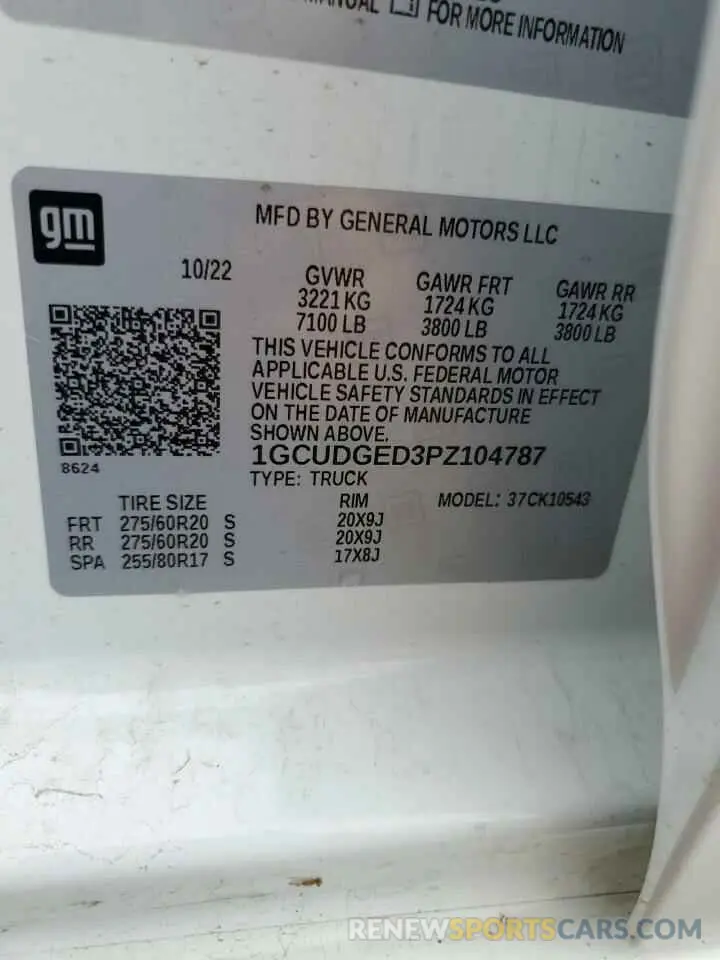 MANUAL FOR MORE INFORMATION
gm
MFD BY GENERAL MOTORS LLC
10/22 GVWR GAWR FRT GAWR RR
3221 KG 1724 KG 1724 KG
7100 LB 3800 LB 3800 LB
THIS VEHICLE CONFORMS TO ALL
APPLICABLE U.S. FEDERAL MOTOR
VEHICLE SAFETY STANDARDS IN EFFECT
ON THE DATE OF MANUFACTURE
SHOWN ABOVE.
1GCUDGED3PZ104787
8624
TYPE: TRUCK
TIRE SIZE RIM MODEL: 37CK10543
FRT 275/60R20 S 20X9J
RR 275/60R20 S 20X9J
SPA 255/80R17 S 17X8J
RENEWSPORTSCARS.COM